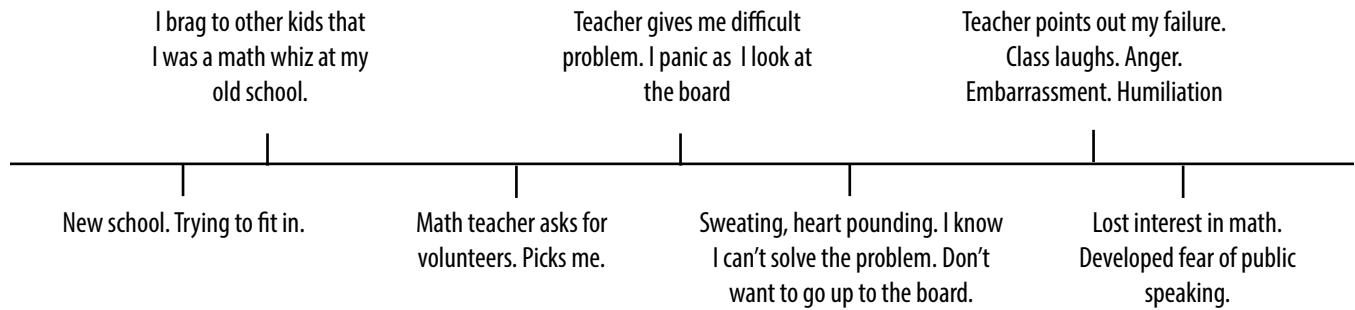 I brag to other kids that
I was a math whiz at my
old school.
Teacher gives me difficult
problem. I panic as  I look at
the board
Teacher points out my failure.
Class laughs. Anger.
Embarrassment. Humiliation
New school. Trying to fit in.
Math teacher asks for
volunteers. Picks me.
Sweating, heart pounding. I know
I can’t solve the problem. Don’t
want to go up to the board.
Lost interest in math.
Developed fear of public
speaking.